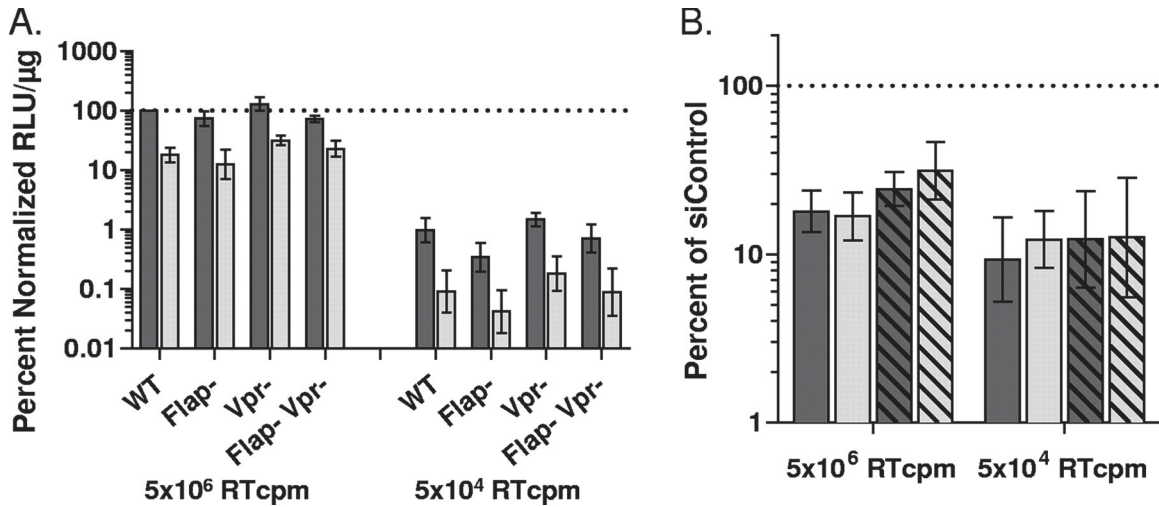 A.
Percent Normalized RLU/µg
1000
100
10
1
0.1
0.01
WT
Flap-
Vpr-
Flap- Vpr-
WT
Flap-
Vpr-
Flap- Vpr-
5x10⁶ RTcpm
5x10⁴ RTcpm
B.
Percent of siControl
100
10
1
5x10⁶ RTcpm
5x10⁴ RTcpm